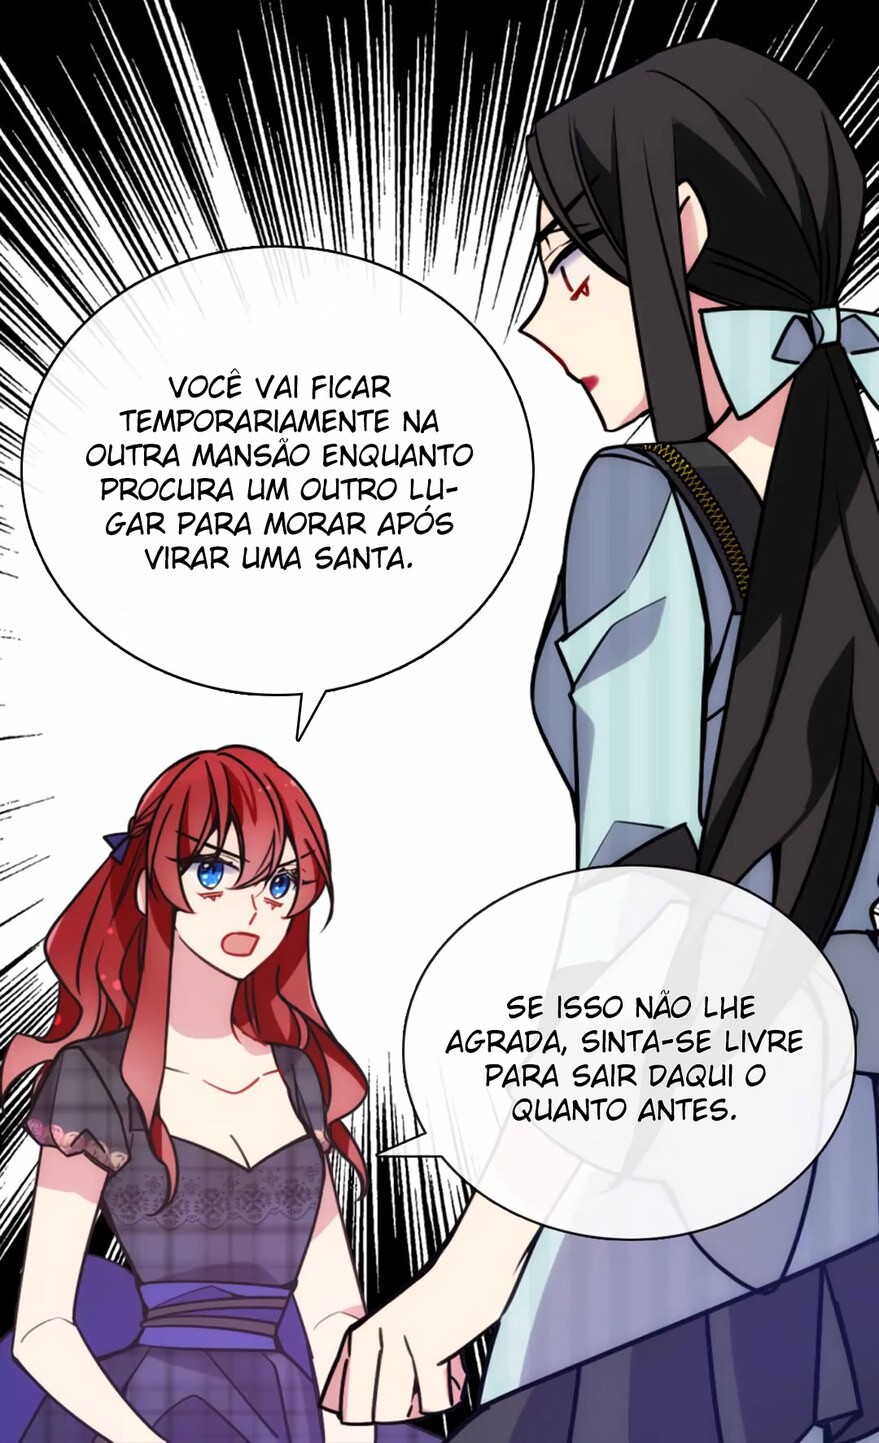 VOCÊ VAI FICAR
TEMPORARIAMENTE NA
OUTRA MANSÃO ENQUANTO
PROCURA UM OUTRO LU-
GAR PARA MORAR APÓS
VIRAR UMA SANTA.
SE ISSO NÃO LHE
AGRADA, SINTA-SE LIVRE
PARA SAIR DAQUI O
QUANTO ANTES.